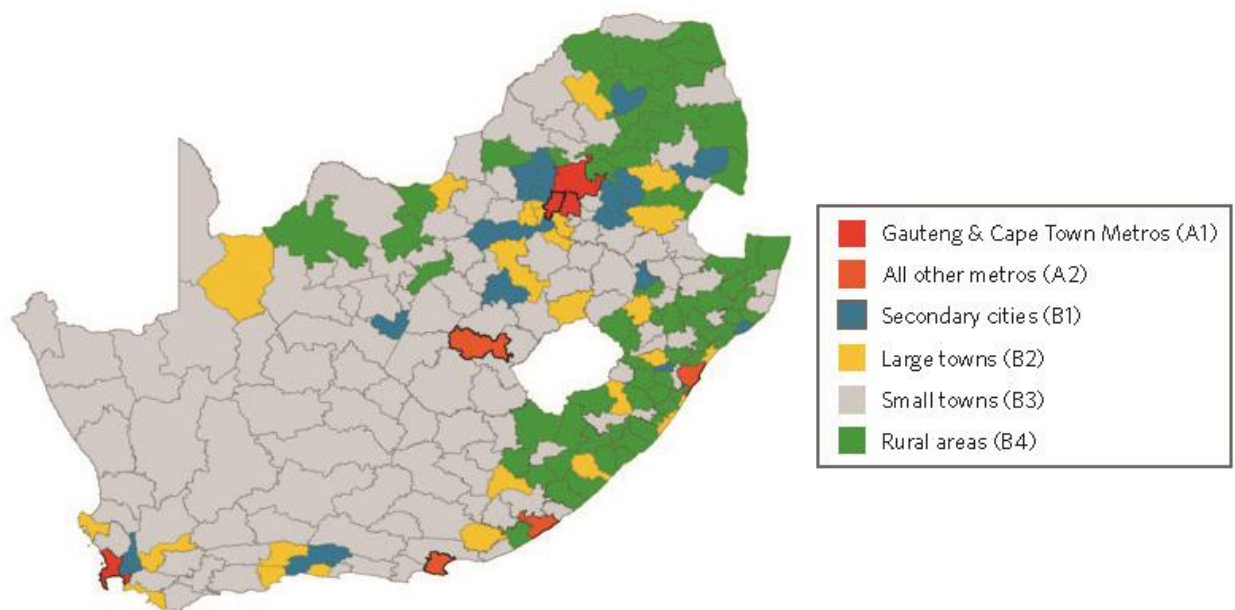 Gauteng & Cape Town Metros (A1)
All other metros (A2)
Secondary cities (B1)
Large towns (B2)
Small towns (B3)
Rural areas (B4)